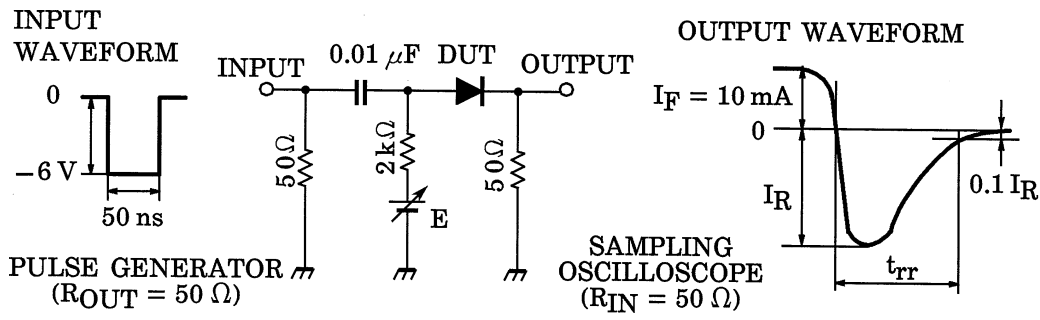 INPUT
WAVEFORM
0
−6 V
50 ns
PULSE GENERATOR
(ROUT = 50 Ω)
INPUT
0.01 μF
DUT
OUTPUT
50Ω
2kΩ
E
50Ω
SAMPLING
OSCILLOSCOPE
(RIN = 50 Ω)
OUTPUT WAVEFORM
IF = 10 mA
0
IR
0.1 IR
trr